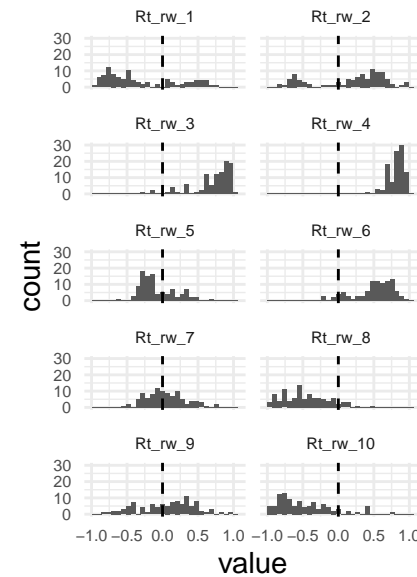 Rt_rw_1 Rt_rw_2
30
20
10
0
Rt_rw_3 Rt_rw_4
30
20
10
0
Rt_rw_5 Rt_rw_6
30
20
10
0
Rt_rw_7 Rt_rw_8
30
20
10
0
Rt_rw_9 Rt_rw_10
30
20
10
0
−1.0 −0.5 0.0 0.5 1.0 −1.0 −0.5 0.0 0.5 1.0
value
count